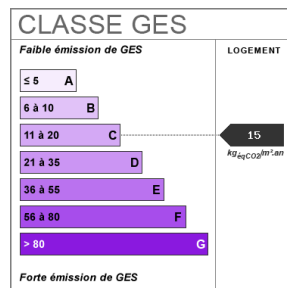 CLASSE GES
Faible émission de GES
LOGEMENT
≤ 5 A
6 à 10 B
11 à 20 C
15
kgéqCO2/m².an
21 à 35 D
36 à 55 E
56 à 80 F
> 80 G
Forte émission de GES